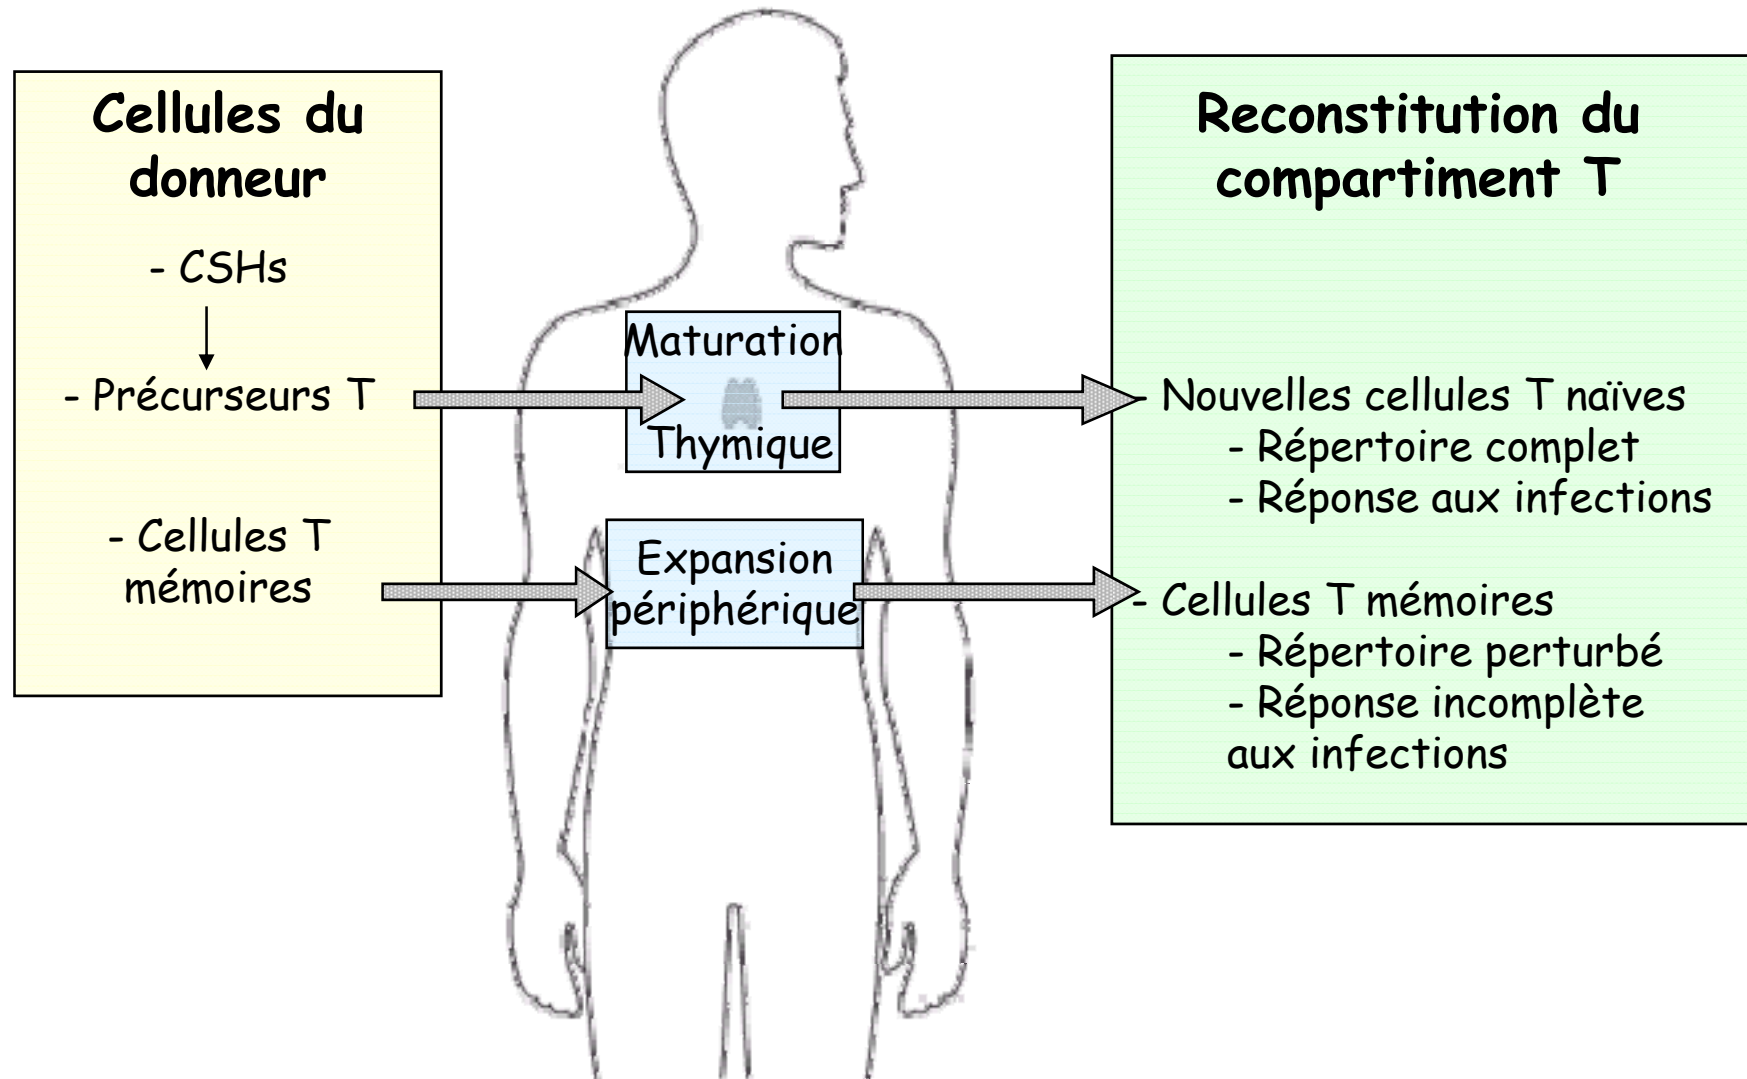 Cellules du
donneur
- CSHs
- Précurseurs T
- Cellules T
mémoires
Maturation
Thymique
Expansion
périphérique
Reconstitution du
compartiment T
- Nouvelles cellules T naïves
- Répertoire complet
- Réponse aux infections
- Cellules T mémoires
- Répertoire perturbé
- Réponse incomplète
aux infections